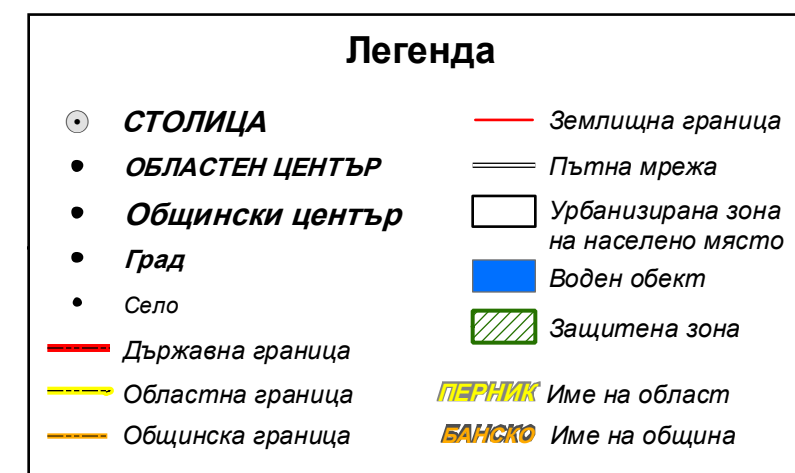 Легенда
СТОЛИЦА
ОБЛАСТЕН ЦЕНТЪР
Общински център
Град
Село
Държавна граница
Областна граница
Общинска граница
Землищна граница
Пътна мрежа
Урбанизирана зона
на населено място
Воден обект
Защитена зона
ПЕРНИК Име на област
БАНСКО Име на община